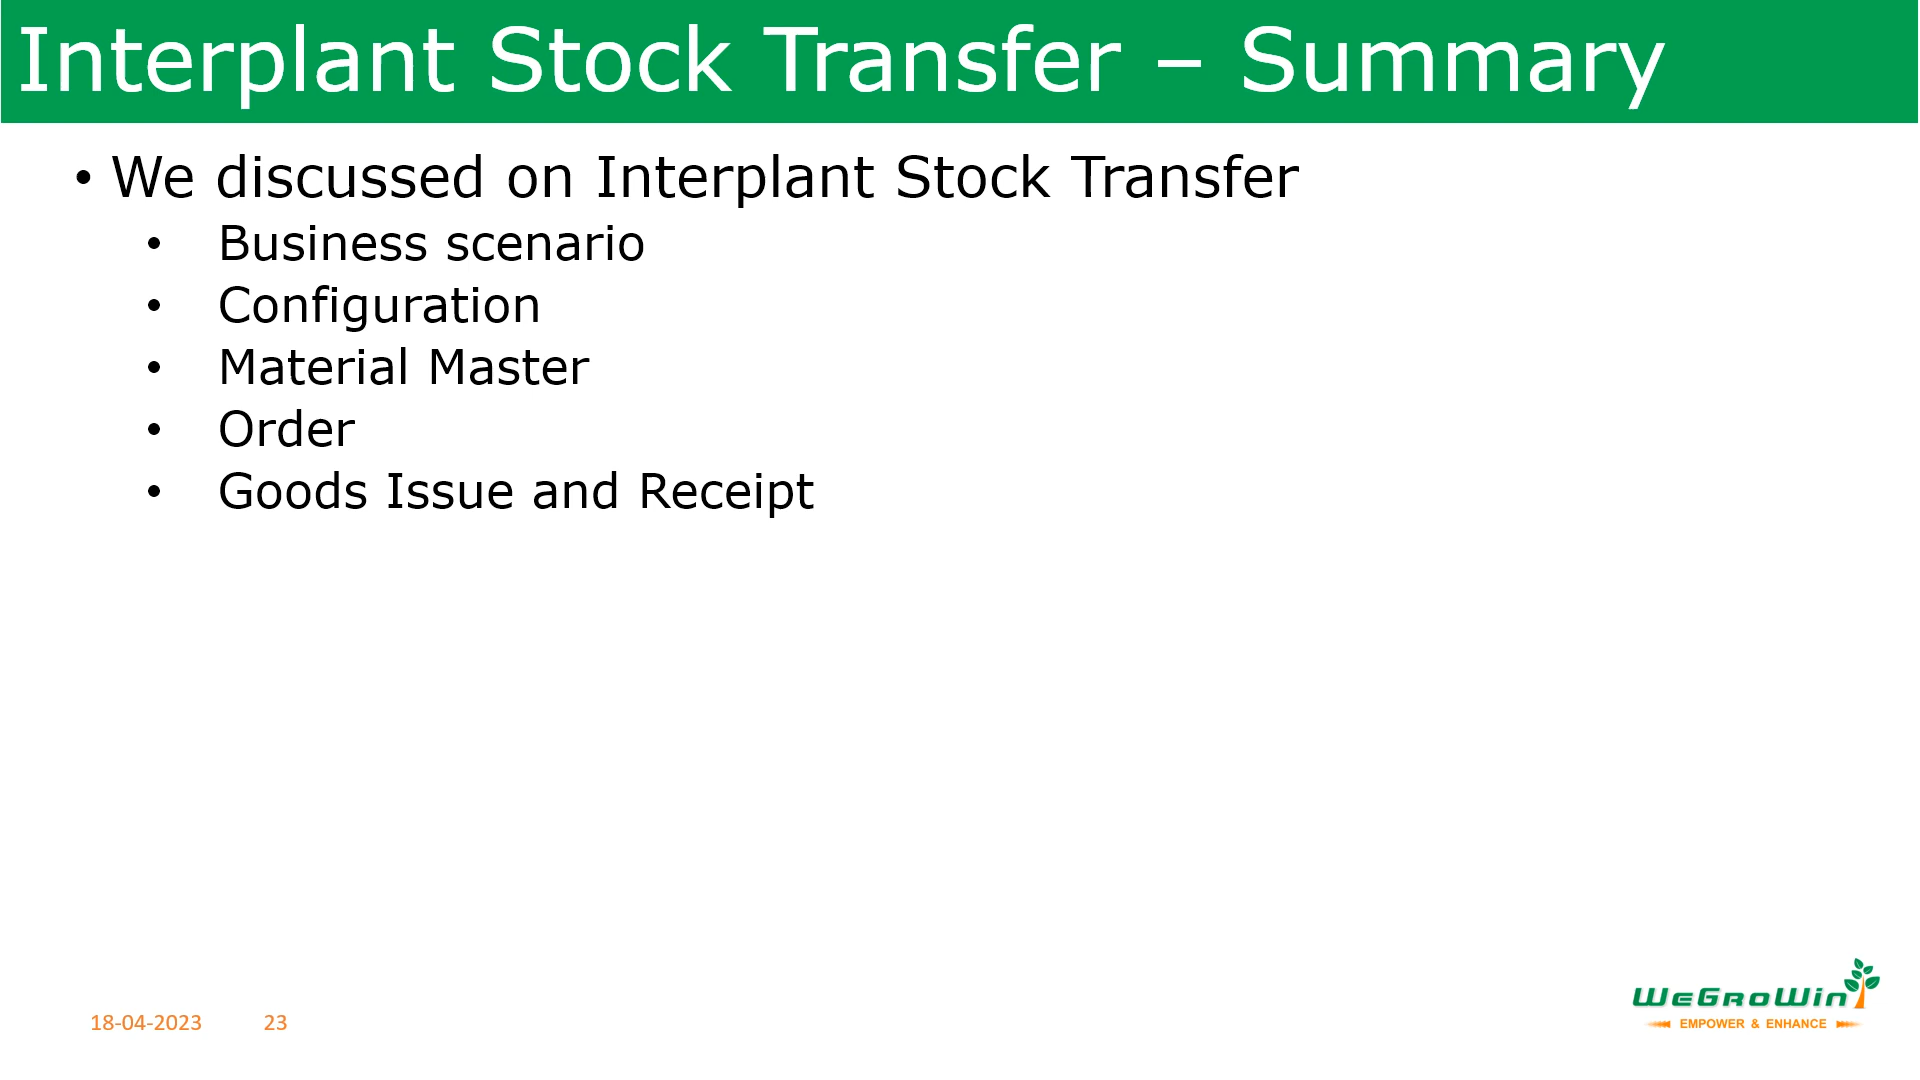 Interplant Stock Transfer – Summary
• We discussed on Interplant Stock Transfer
• Business scenario
• Configuration
• Material Master
• Order
• Goods Issue and Receipt
18-04-2023 23
WeGroWin
EMPOWER & ENHANCE